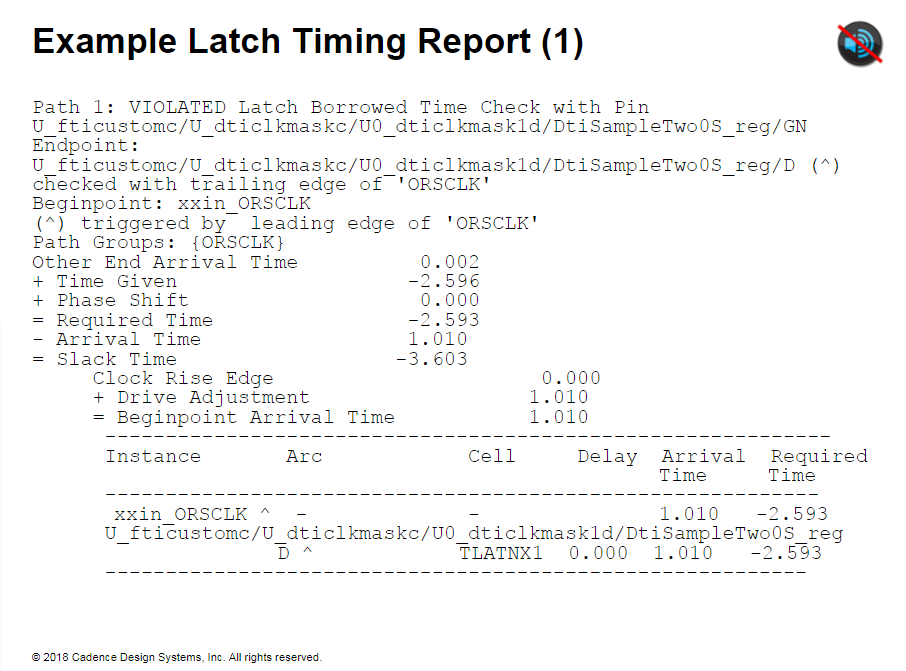 Example Latch Timing Report (1)
Path 1: VIOLATED Latch Borrowed Time Check with Pin
U_fticustomc/U_dticlkmaskc/U0_dticlkmask1d/DtiSampleTwo0S_reg/GN
Endpoint:
U_fticustomc/U_dticlkmaskc/U0_dticlkmask1d/DtiSampleTwo0S_reg/D (^)
checked with trailing edge of 'ORSCLK'
Beginpoint: xxin_ORSCLK
(^) triggered by  leading edge of 'ORSCLK'
Path Groups: {ORSCLK}
Other End Arrival Time          0.002
+ Time Given                   -2.596
+ Phase Shift                   0.000
= Required Time                -2.593
- Arrival Time                 1.010
= Slack Time                  -3.603
     Clock Rise Edge                      0.000
     + Drive Adjustment                  1.010
     = Beginpoint Arrival Time           1.010
------------------------------------------------------------
Instance       Arc            Cell     Delay  Arrival  Required
Time     Time
-----------------------------------------------------------
xxin_ORSCLK ^  -             -               1.010   -2.593
U_fticustomc/U_dticlkmaskc/U0_dticlkmask1d/DtiSampleTwo0S_reg
D ^            TLATNX1  0.000  1.010   -2.593
----------------------------------------------------------
© 2018 Cadence Design Systems, Inc. All rights reserved.